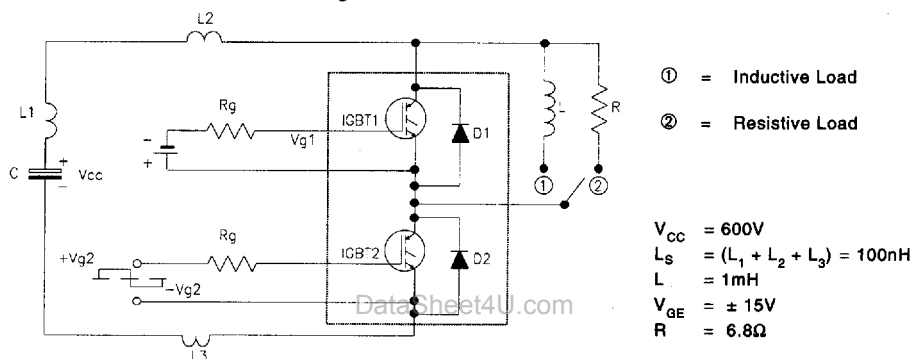 L2
① = Inductive Load
② = Resistive Load
L1
Rg
IGBT1
D1
L
R
Vg1
-
+
C
+
-
Vcc
①
②
+Vg2
-Vg2
Rg
IGBT2
D2
L3
DataSheet4U.com
V_CC = 600V
L_S = (L_1 + L_2 + L_3) = 100nH
L = 1mH
V_GE = ± 15V
R = 6.8Ω